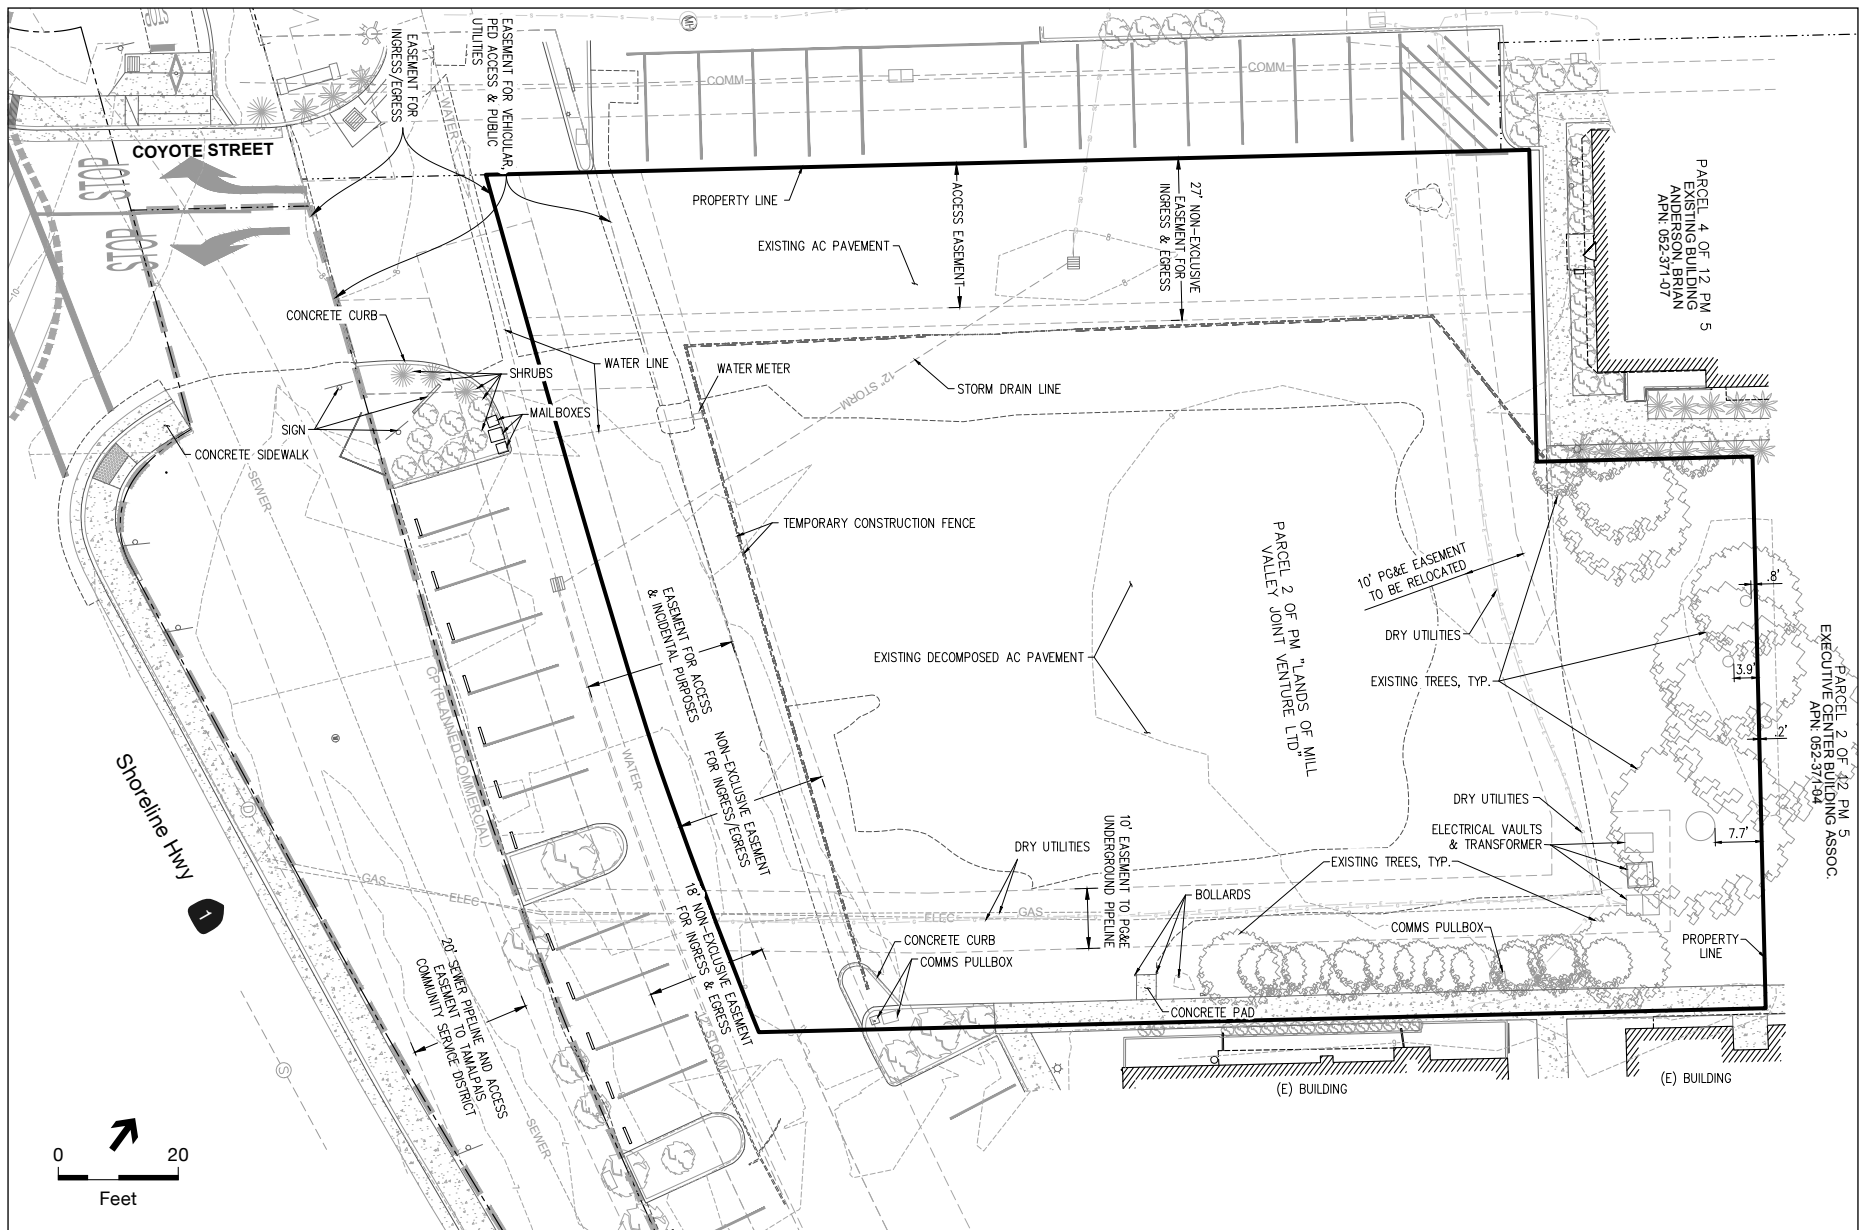 STOP
COYOTE STREET
STOP
STOP
EASEMENT FOR
INGRESS/EGRESS
EASEMENT FOR VEHICULAR,
PED ACCESS & PUBLIC
UTILITIES
WATER
COMM
COMM
PROPERTY LINE
EXISTING AC PAVEMENT
ACCESS EASEMENT
27' NON-EXCLUSIVE
EASEMENT FOR
INGRESS & EGRESS
PARCEL 4 OF 12 PM 5
EXISTING BUILDING
ANDERSON, BRIAN
APN: 052-371-07
CONCRETE CURB
WATER LINE
SHRUBS
MAILBOXES
WATER METER
12" STORM
STORM DRAIN LINE
SIGN
CONCRETE SIDEWALK
SEWER
TEMPORARY CONSTRUCTION FENCE
EASEMENT FOR ACCESS
& INCIDENTAL PURPOSES
EXISTING DECOMPOSED AC PAVEMENT
PARCEL 2 OF PM "LANDS OF MILL
VALLEY JOINT VENTURE LTD"
10' PG&E EASEMENT
TO BE RELOCATED
DRY UTILITIES
EXISTING TREES, TYP.
.8'
3.9'
.2'
7.7'
PARCEL 2 OF 12 PM 5
EXECUTIVE CENTER BUILDING ASSOC.
APN: 052-371-04
CP (PLANNED COMMERCIAL)
WATER
NON-EXCLUSIVE EASEMENT
FOR INGRESS/EGRESS
Shoreline Hwy
1
D
S
M
GAS
ELEC
ELEC
GAS
DRY UTILITIES
10' EASEMENT TO PG&E
UNDERGROUND PIPELINE
DRY UTILITIES
ELECTRICAL VAULTS
& TRANSFORMER
EXISTING TREES, TYP.
BOLLARDS
COMMS PULLBOX
PROPERTY
LINE
CONCRETE CURB
COMMS PULLBOX
CONCRETE PAD
18' NON-EXCLUSIVE EASEMENT
FOR INGRESS & EGRESS
12" STORM
20' SEWER PIPELINE AND ACCESS
EASEMENT TO TAMALPAIS
COMMUNITY SERVICE DISTRICT
SEWER
(E) BUILDING
(E) BUILDING
0 20
Feet